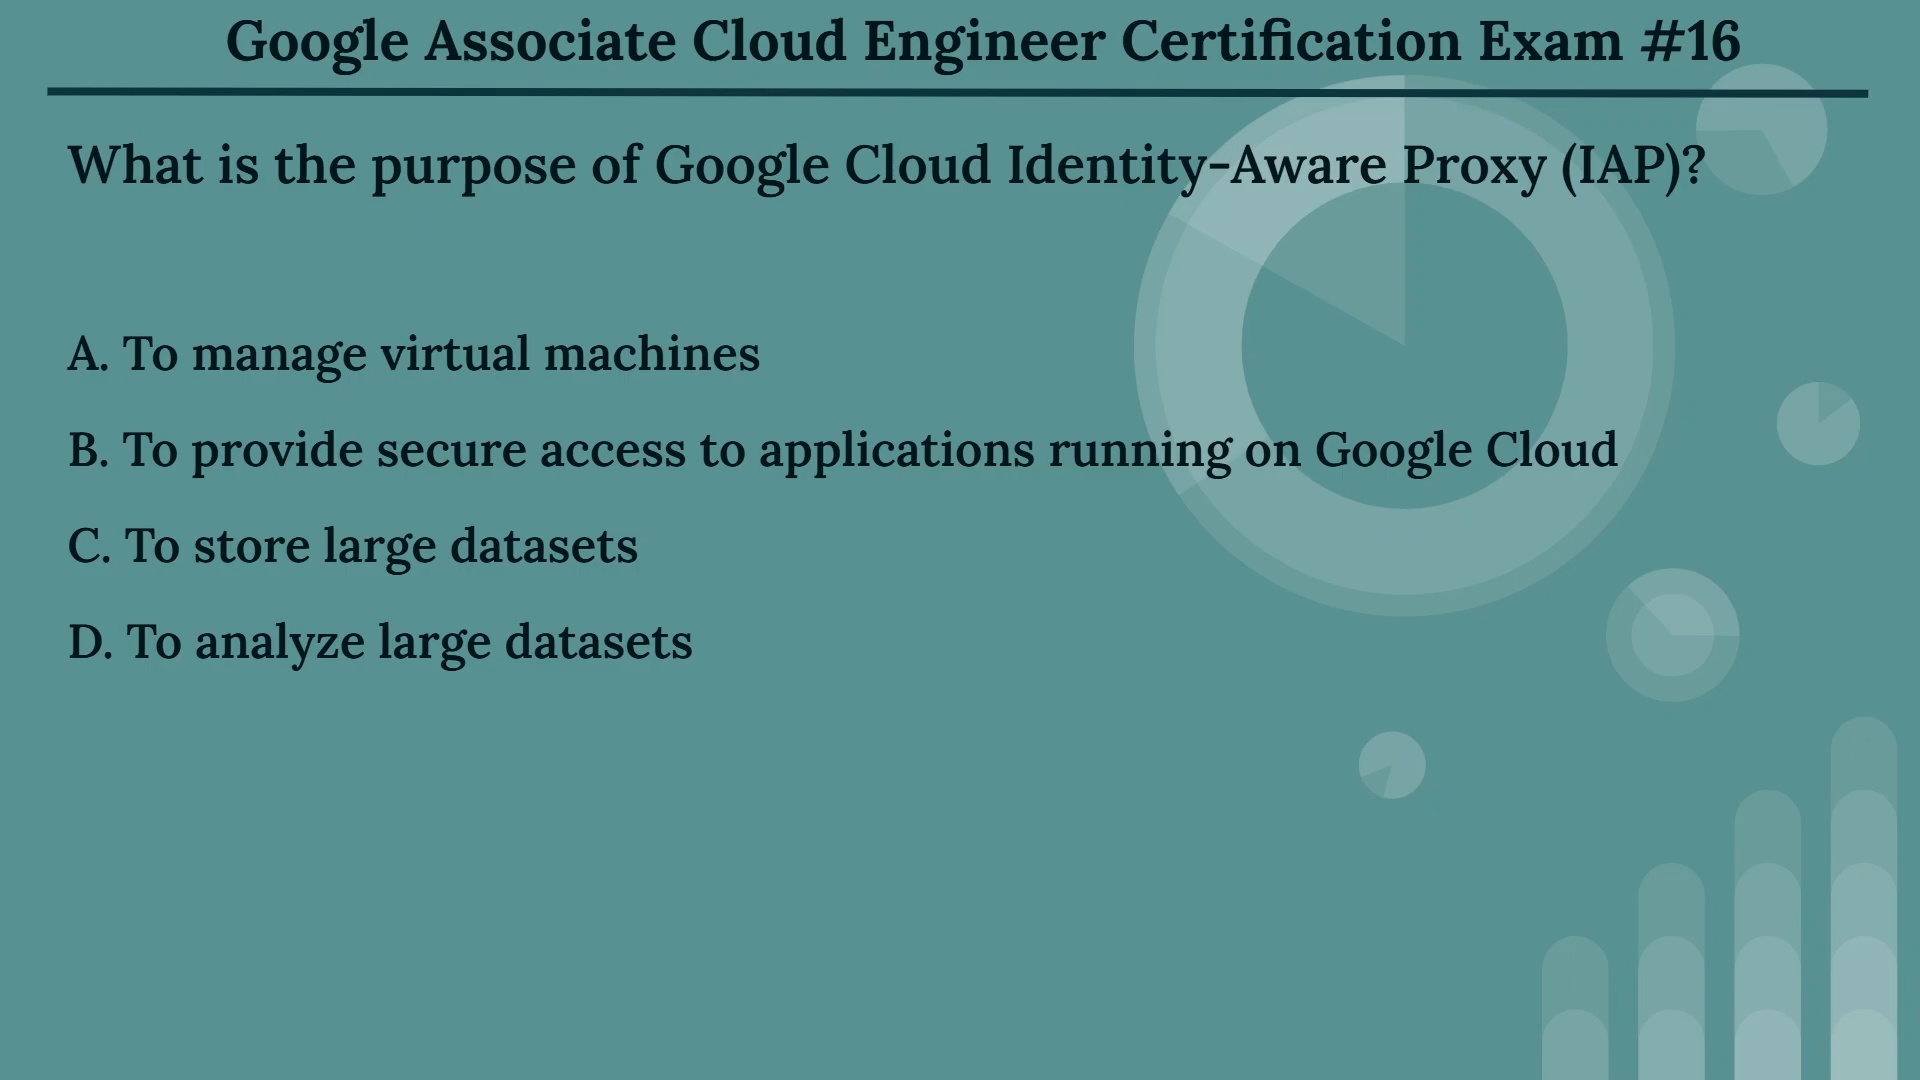 Google Associate Cloud Engineer Certification Exam #16
What is the purpose of Google Cloud Identity-Aware Proxy (IAP)?
A. To manage virtual machines
B. To provide secure access to applications running on Google Cloud
C. To store large datasets
D. To analyze large datasets